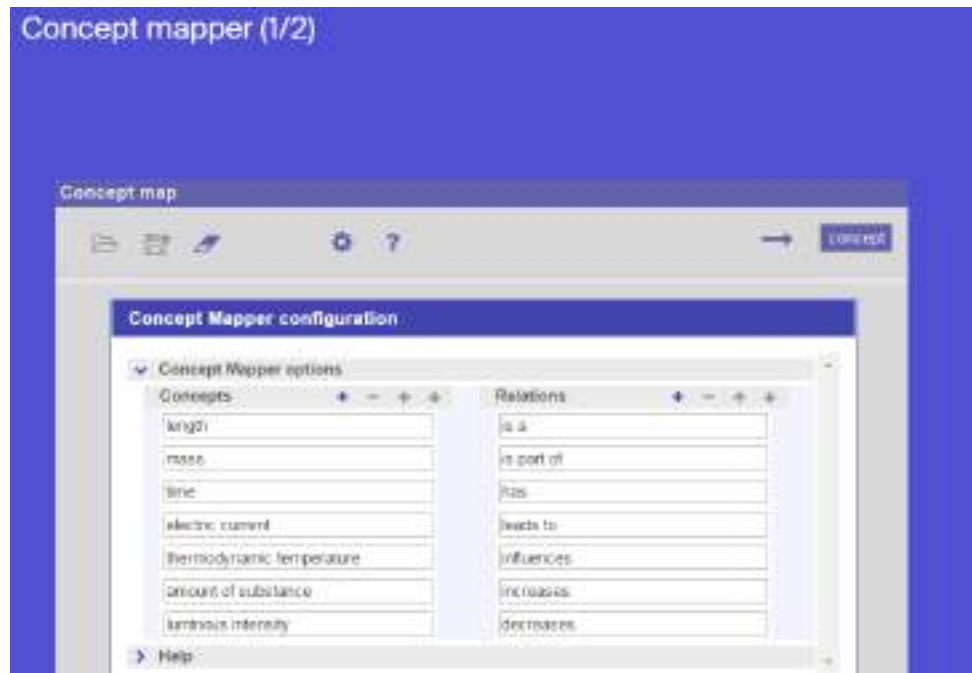 Concept mapper (1/2)
Concept map
?
concept
Concept Mapper configuration
Concept Mapper options
Concepts + - + +
Relations + - + +
length
is a
mass
is part of
time
has
electric current
leads to
thermodynamic temperature
influences
amount of substance
increases
luminous intensity
decreases
Help